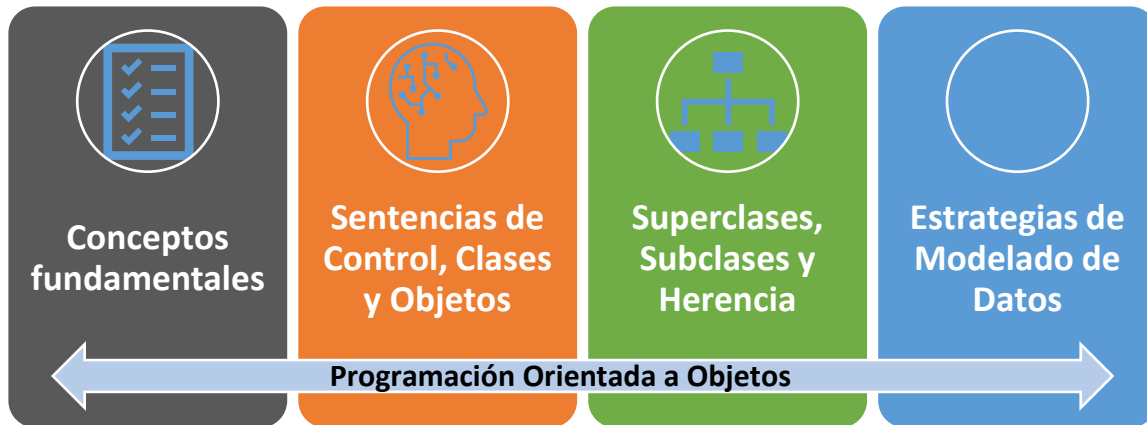 Conceptos
fundamentales
Sentencias de
Control, Clases
y Objetos
Superclases,
Subclases y
Herencia
Estrategias de
Modelado de
Datos
Programación Orientada a Objetos